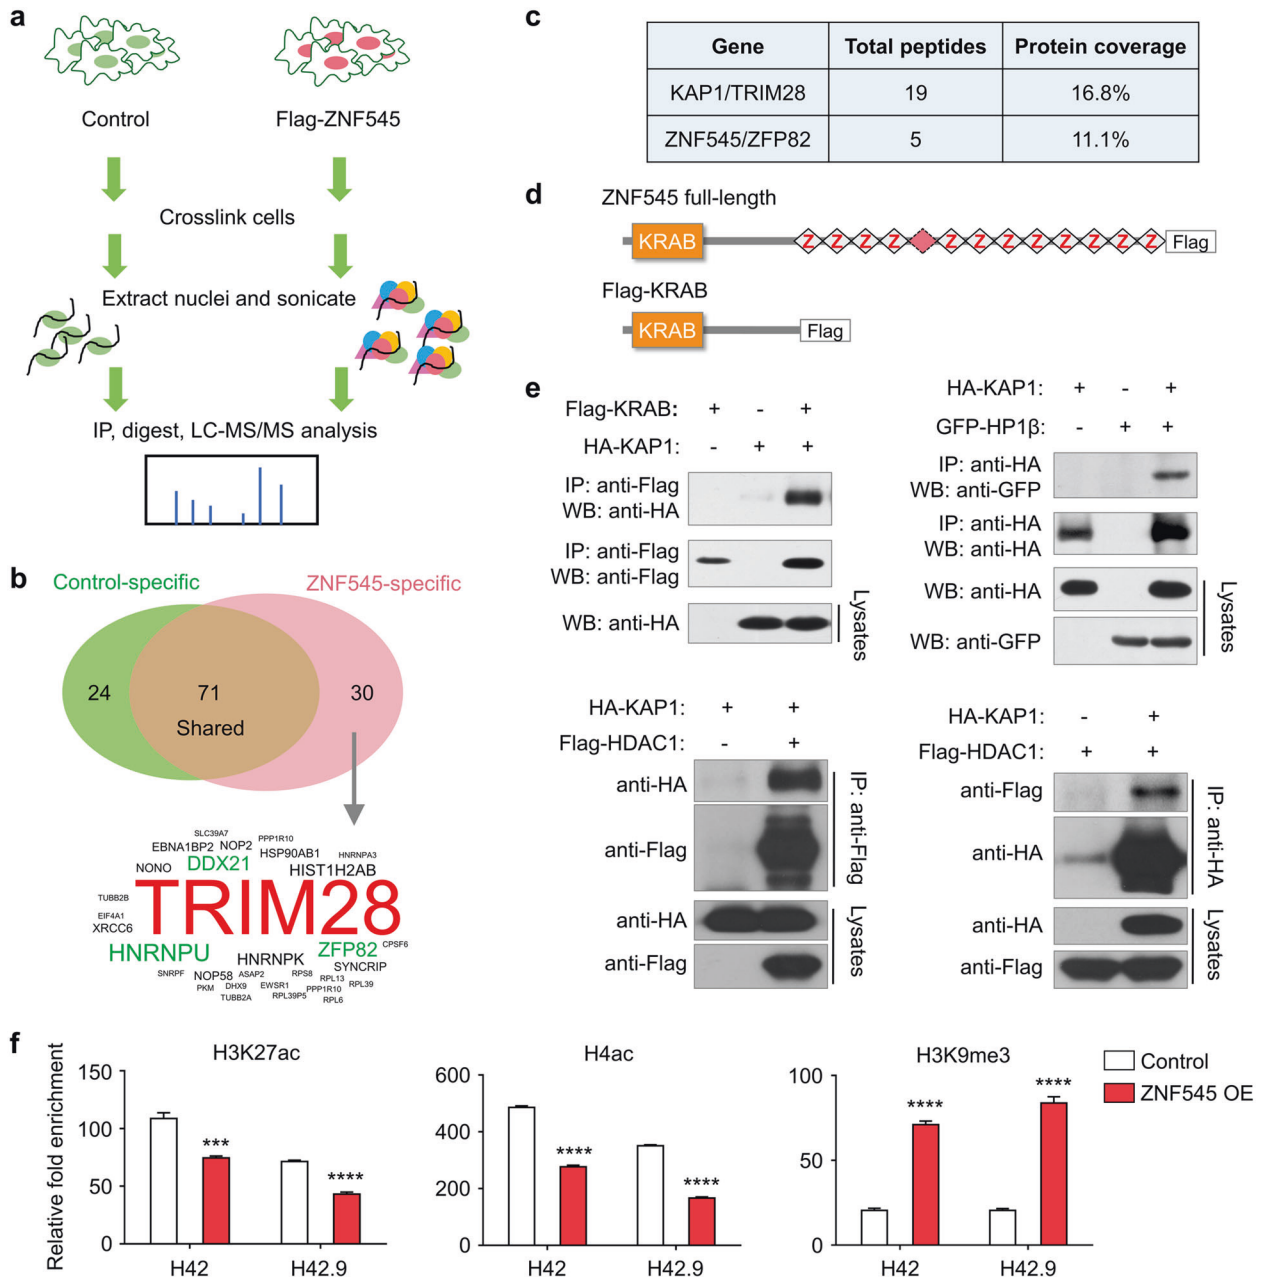 a
Control
Flag-ZNF545
Crosslink cells
Extract nuclei and sonicate
IP, digest, LC-MS/MS analysis
b
Control-specific
ZNF545-specific
24
71
30
Shared
SLC39A7
EBNA1BP2
NOP2
PPP1R10
HSP90AB1
HNRNPA3
NONO
DDX21
HIST1H2AB
TUBB2B
TRIM28
EIF4A1
XRCC6
HNRNPU
HNRNPK
ZFP82
CPSF6
SNRPF
NOP58
ASAP2
RPS8
SYNCRIP
PKM
DHX9
EWSR1
RPL13
RPL39
TUBB2A
RPL39P5
PPP1R10
RPL6
c
Gene Total peptides Protein coverage
KAP1/TRIM28 19 16.8%
ZNF545/ZFP82 5 11.1%
d
ZNF545 full-length
KRAB Z Z Z Z Z Z Z Z Z Z Z Z Flag
Flag-KRAB
KRAB Flag
e
Flag-KRAB: + - +
HA-KAP1: - + +
IP: anti-Flag
WB: anti-HA
IP: anti-Flag
WB: anti-Flag
WB: anti-HA
Lysates
HA-KAP1: + - +
GFP-HP1β: - + +
IP: anti-HA
WB: anti-GFP
IP: anti-HA
WB: anti-HA
WB: anti-HA
WB: anti-GFP
Lysates
HA-KAP1: + +
Flag-HDAC1: - +
anti-HA
anti-Flag
IP: anti-Flag
anti-HA
anti-Flag
Lysates
HA-KAP1: - +
Flag-HDAC1: + +
anti-Flag
anti-HA
IP: anti-HA
anti-HA
anti-Flag
Lysates
f
Relative fold enrichment
H3K27ac
150
100
50
0
***
****
H42
H42.9
H4ac
600
400
200
0
****
****
H42
H42.9
H3K9me3
100
50
0
****
****
H42
H42.9
Control
ZNF545 OE